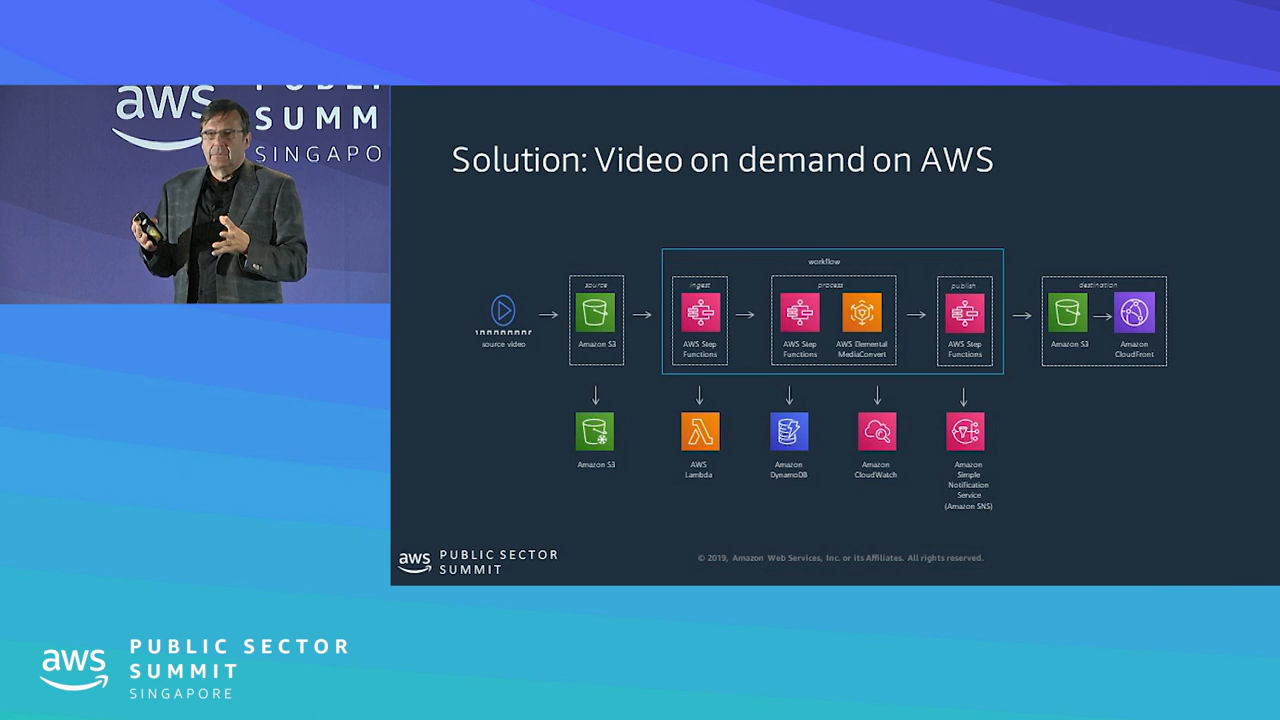 aws
PUBLI
SUMM
SINGAPO
Solution: Video on demand on AWS
workflow
source
ingest
process
publish
destination
source video
Amazon S3
AWS Step
Functions
AWS Step
Functions
AWS Elemental
MediaConvert
AWS Step
Functions
Amazon S3
Amazon
CloudFront
Amazon S3
AWS
Lambda
Amazon
DynamoDB
Amazon
CloudWatch
Amazon
Simple
Notification
Service
(Amazon SNS)
aws PUBLIC SECTOR
SUMMIT
© 2019, Amazon Web Services, Inc. or its Affiliates. All rights reserved.
aws PUBLIC SECTOR
SUMMIT
SINGAPORE